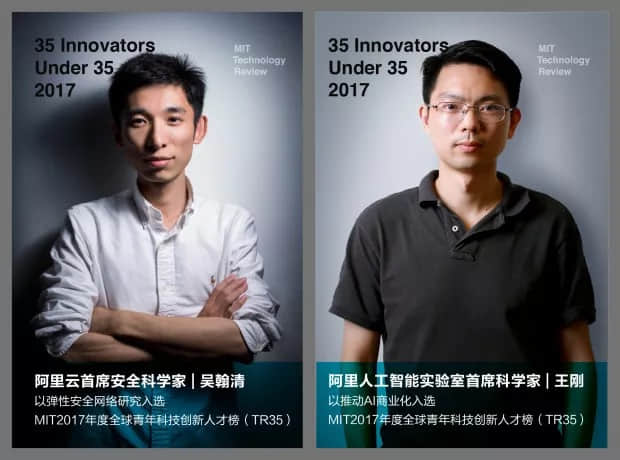 35 Innovators
Under 35
2017
MIT
Technology
Review
阿里云首席安全科学家 | 吴翰清
以弹性安全网络研究入选
MIT2017年度全球青年科技创新人才榜（TR35）
35 Innovators
Under 35
2017
MIT
Technology
Review
阿里人工智能实验室首席科学家 | 王刚
以推动AI商业化入选
MIT2017年度全球青年科技创新人才榜（TR35）